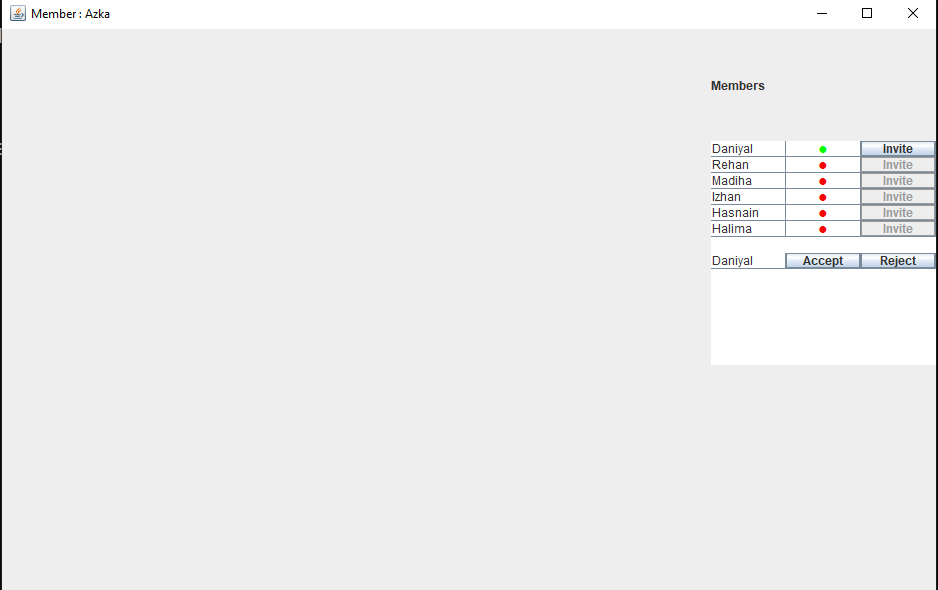 Member : Azka
Members
Daniyal Invite
Rehan Invite
Madiha Invite
Izhan Invite
Hasnain Invite
Halima Invite
Daniyal Accept Reject